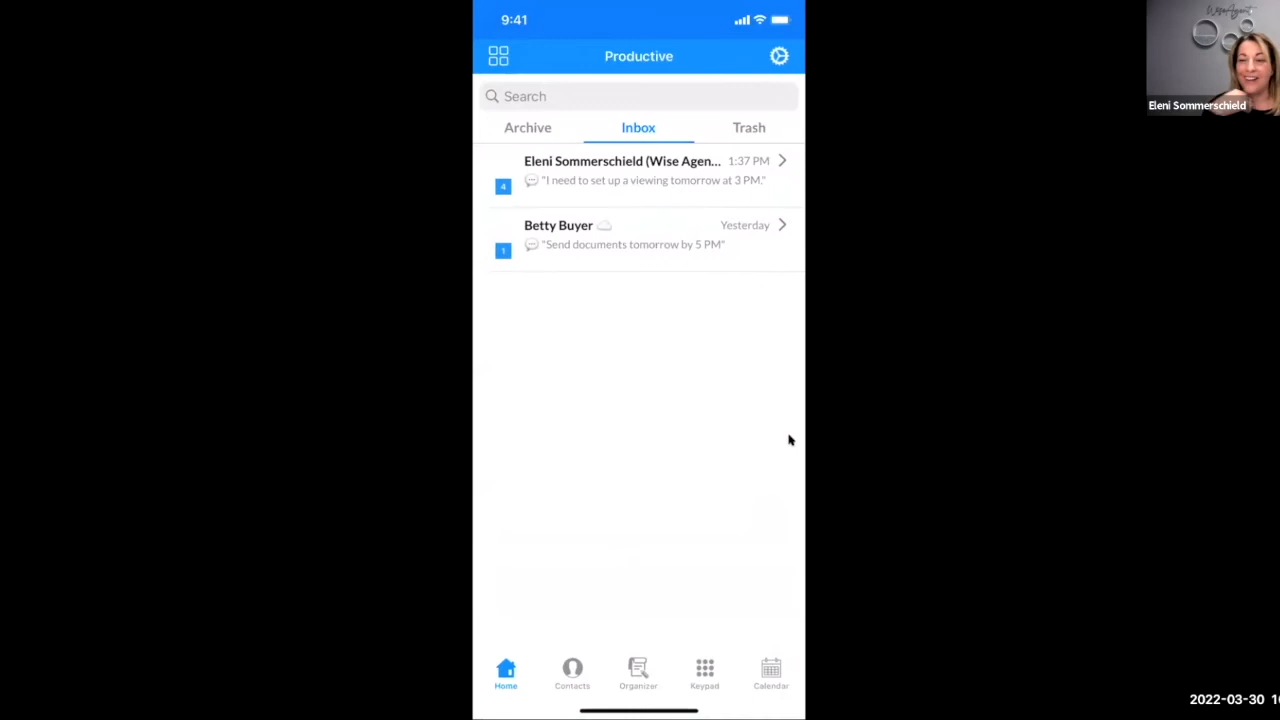 9:41
Productive
Search
Archive Inbox Trash
Eleni Sommerschield (Wise Agen... 1:37 PM
4 "I need to set up a viewing tomorrow at 3 PM."
Betty Buyer Yesterday
1 "Send documents tomorrow by 5 PM"
Home Contacts Organizer Keypad Calendar
WiseAgent
Eleni Sommerschield
2022-03-30 1